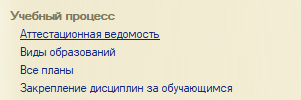 Учебный процесс
Аттестационная ведомость
Виды образований
Все планы
Закрепление дисциплин за обучающимся